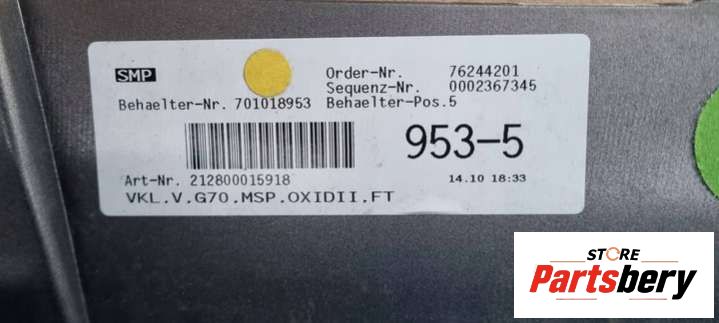 SMP
Order-Nr. 76244201
Sequenz-Nr. 0002367345
Behaelter-Nr. 701018953 Behaelter-Pos.5
953-5
Art-Nr. 212800015918
14.10 18:33
VKL.V.G70.MSP.OXIDII.FT
STORE
Partsbery